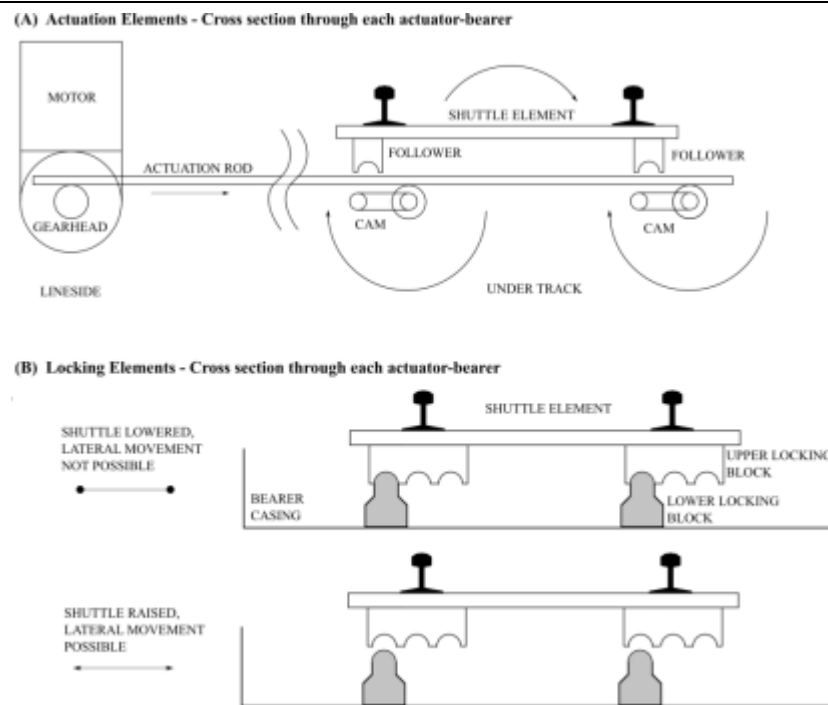 (A) Actuation Elements - Cross section through each actuator-bearer
MOTOR
SHUTTLE ELEMENT
FOLLOWER
FOLLOWER
ACTUATION ROD
GEARHEAD
CAM
CAM
LINESIDE
UNDER TRACK
(B) Locking Elements - Cross section through each actuator-bearer
SHUTTLE ELEMENT
SHUTTLE LOWERED,
LATERAL MOVEMENT
NOT POSSIBLE
UPPER LOCKING
BLOCK
BEARER
CASING
LOWER LOCKING
BLOCK
SHUTTLE RAISED,
LATERAL MOVEMENT
POSSIBLE